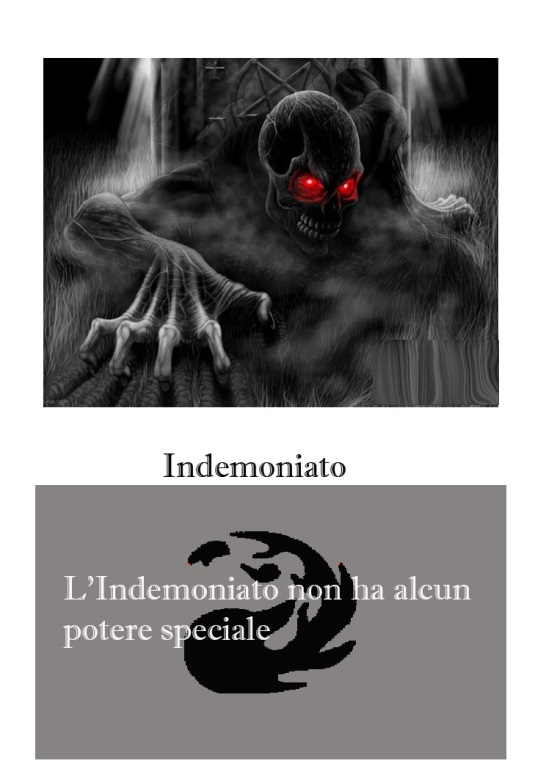 Indemoniato
L'Indemoniato non ha alcun
potere speciale